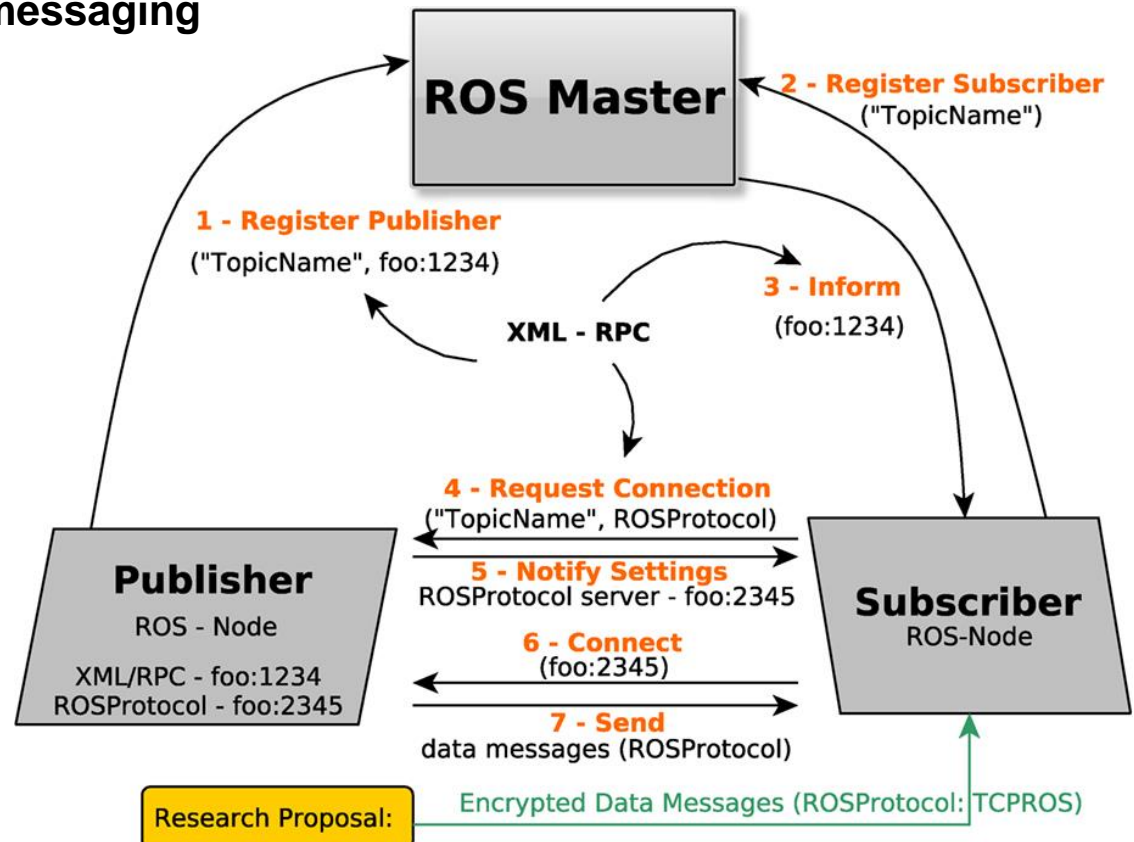 messaging
ROS Master
2 - Register Subscriber
("TopicName")
1 - Register Publisher
("TopicName", foo:1234)
3 - Inform
(foo:1234)
XML - RPC
4 - Request Connection
("TopicName", ROSProtocol)
5 - Notify Settings
ROSProtocol server - foo:2345
Publisher
ROS - Node
XML/RPC - foo:1234
ROSProtocol - foo:2345
Subscriber
ROS-Node
6 - Connect
(foo:2345)
7 - Send
data messages (ROSProtocol)
Research Proposal:
Encrypted Data Messages (ROSProtocol: TCPROS)